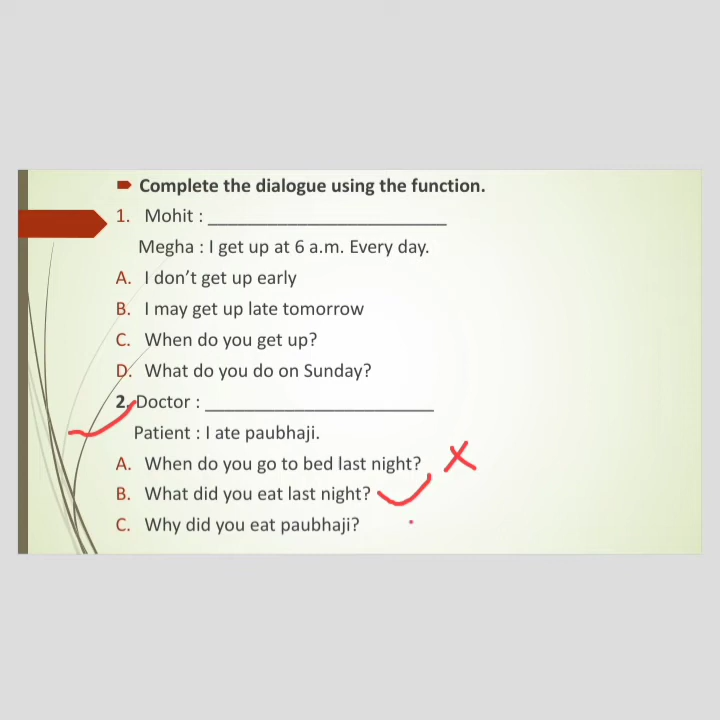 Complete the dialogue using the function.
1. Mohit : ________________________
Megha : I get up at 6 a.m. Every day.
A. I don't get up early
B. I may get up late tomorrow
C. When do you get up?
D. What do you do on Sunday?
2. Doctor : ________________________
Patient : I ate paubhaji.
A. When do you go to bed last night?
B. What did you eat last night?
C. Why did you eat paubhaji?